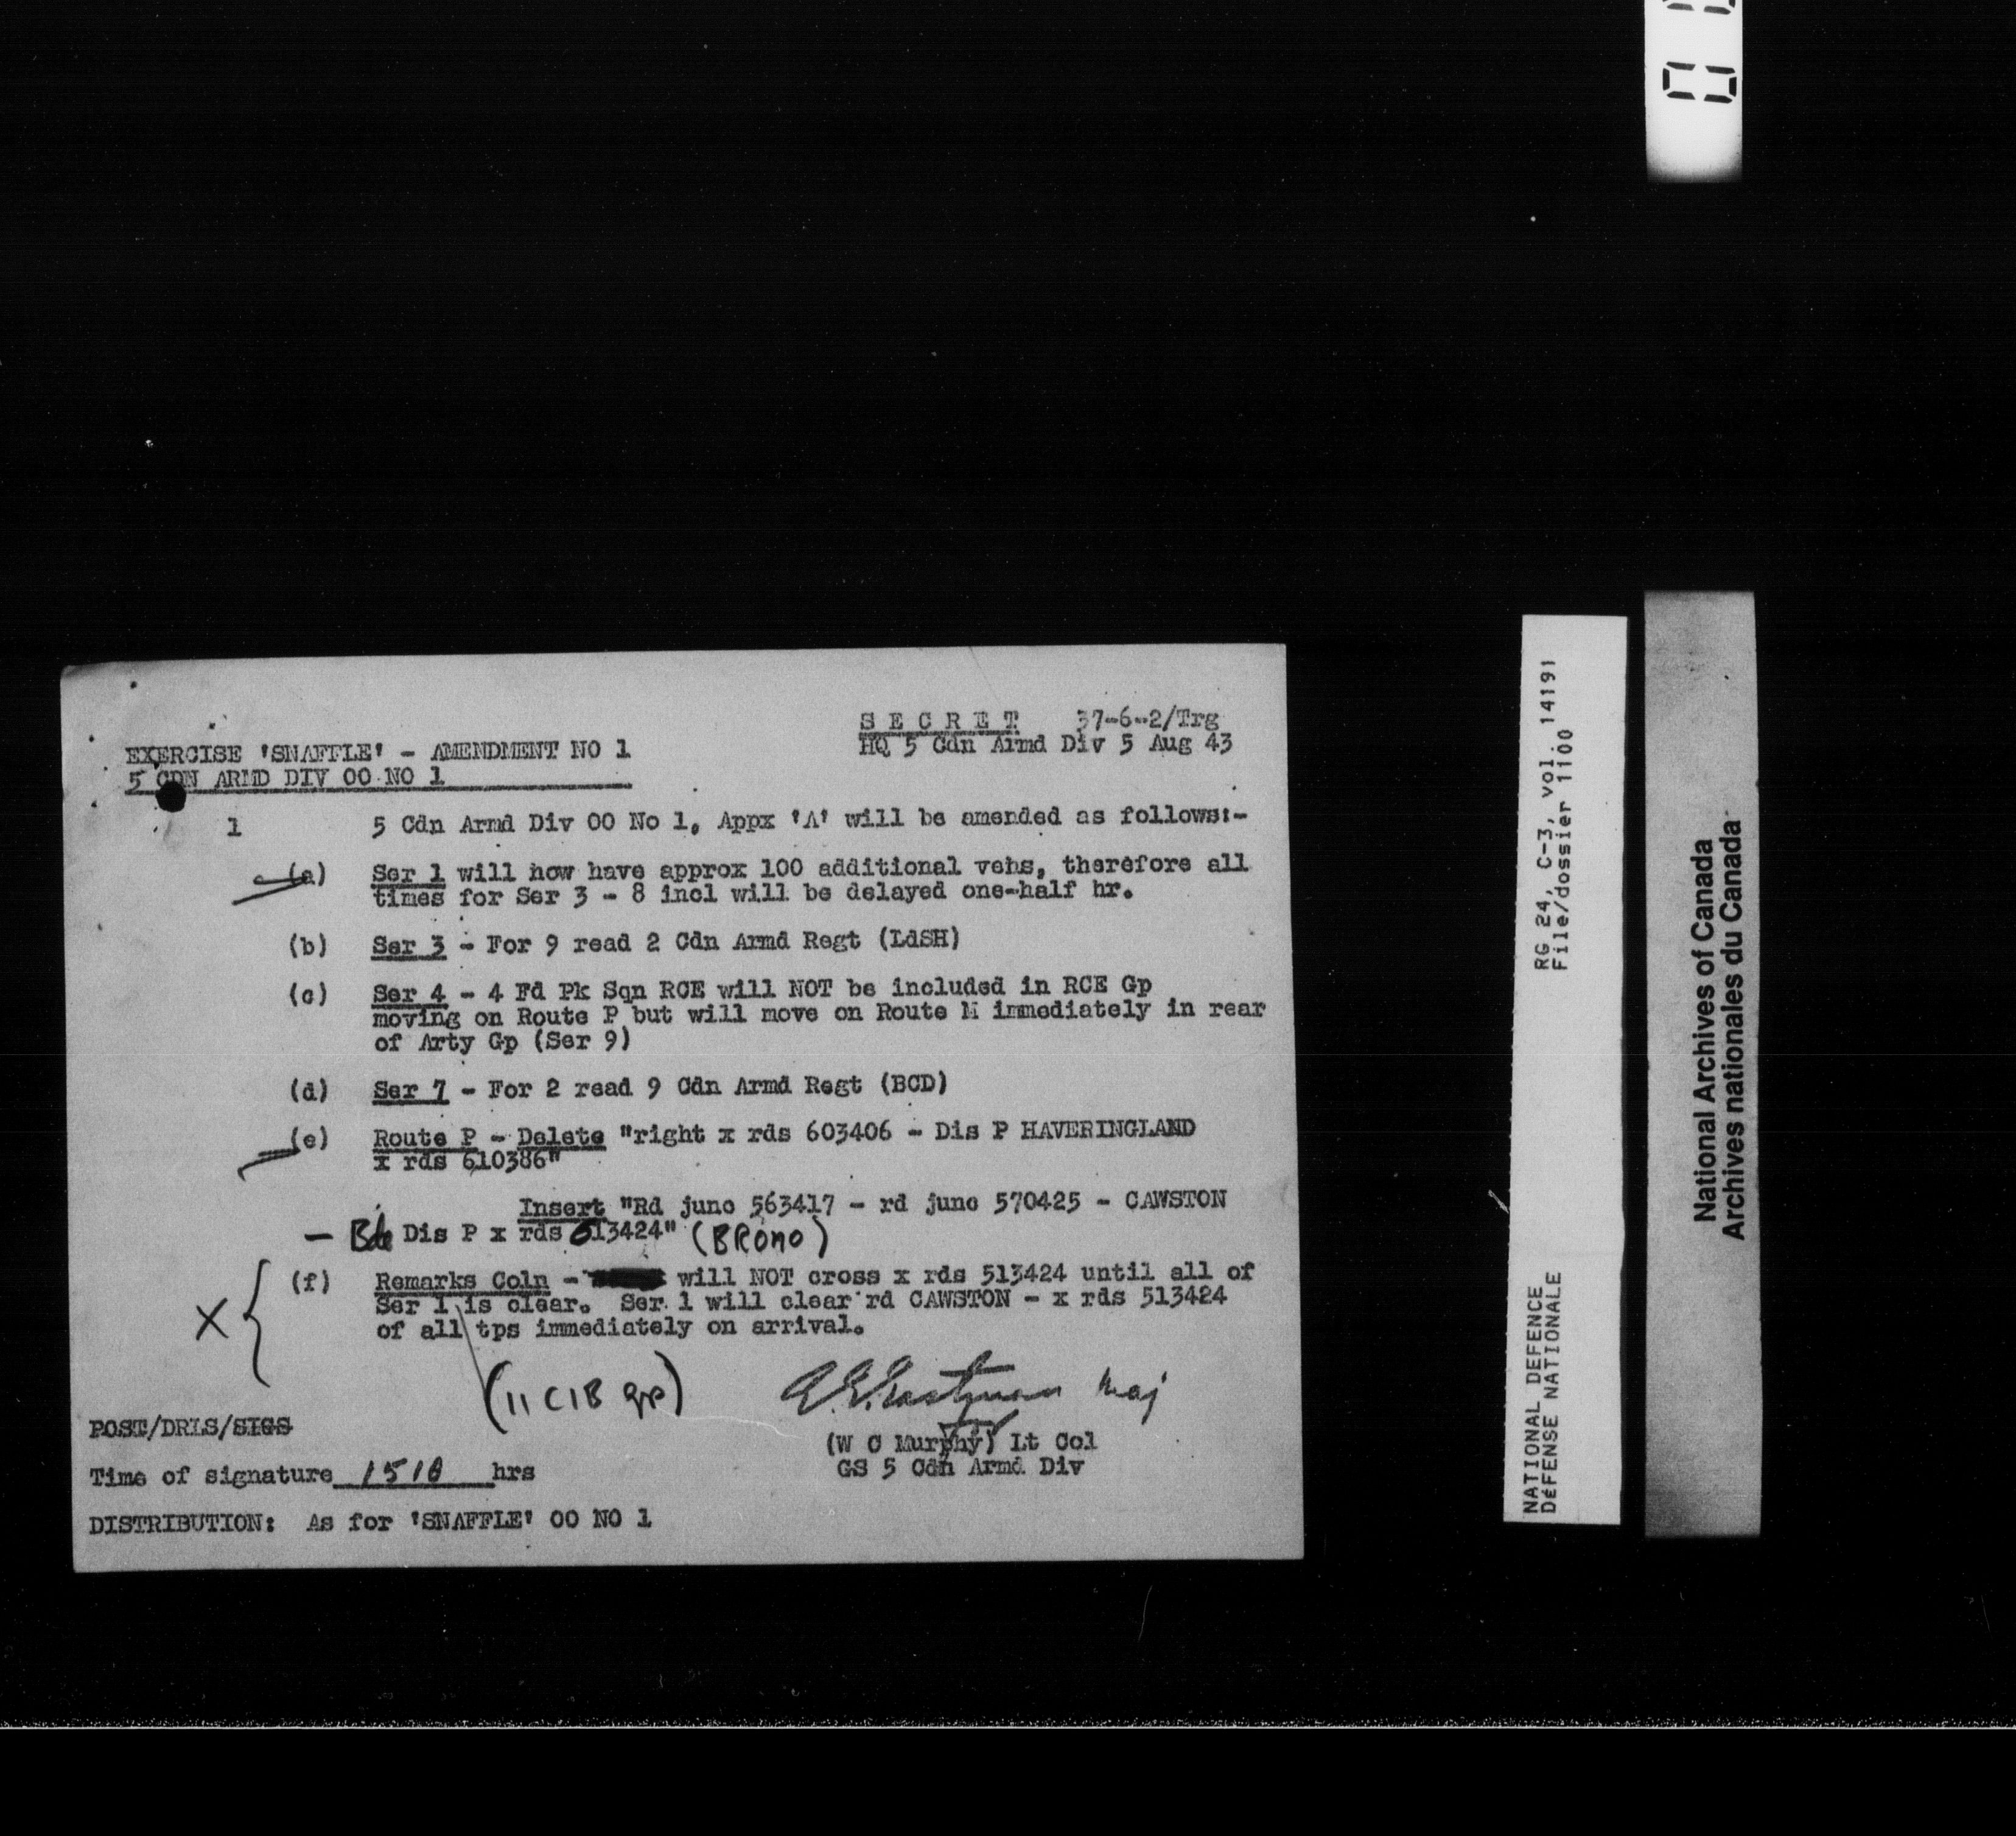 S E C R E T 37-6-2/Trg
HQ 5 Cdn Armd Div 5 Aug 43
EXERCISE 'SNAFFLE' - AMENDMENT NO 1
5 CDN ARMD DIV OO NO 1
1 5 Cdn Armd Div OO No 1, Appx 'A' will be amended as follows:-
(a) Ser 1 will now have approx 100 additional vehs, therefore all
times for Ser 3 - 8 incl will be delayed one-half hr.
(b) Ser 3 - For 9 read 2 Cdn Armd Regt (LdSH)
(c) Ser 4 - 4 Fd Pk Sqn RCE will NOT be included in RCE Gp
moving on Route P but will move on Route M immediately in rear
of Arty Gp (Ser 9)
(d) Ser 7 - For 2 read 9 Cdn Armd Regt (BCD)
(e) Route P - Delete "right x rds 603406 - Dis P HAVERINGLAND
x rds 610386"
Insert "Rd junc 563417 - rd junc 570425 - CAWSTON
- Dis P x rds 613424" (BRONO)
(f) Remarks Coln - will NOT cross x rds 513424 until all of
Ser 1 is clear. Ser 1 will clear rd CAWSTON - x rds 513424
of all tps immediately on arrival.
X
(11 CIB gp)
Maj
POST/DRLS/SIGS
(W C Murphy) Lt Col
GS 5 Cdn Armd Div
Time of signature 1510 hrs
DISTRIBUTION: As for 'SNAFFLE' OO NO 1
NATIONAL DEFENCE RG 24, C-3, vol. 14191
DéFENSE NATIONALE File/dossier 1100
National Archives of Canada
Archives nationales du Canada